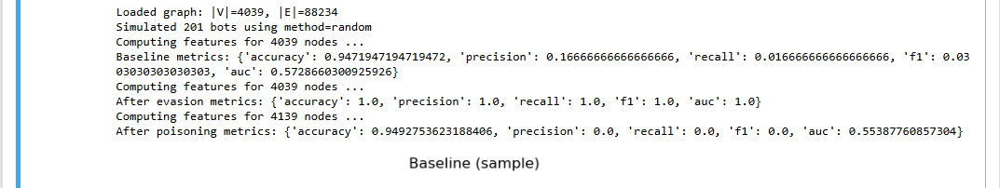 Loaded graph: |V|=4039, |E|=88234
Simulated 201 bots using method=random
Computing features for 4039 nodes ...
Baseline metrics: {'accuracy': 0.9471947194719472, 'precision': 0.16666666666666666, 'recall': 0.016666666666666666, 'f1': 0.03
03030303030303, 'auc': 0.5728660300925926}
Computing features for 4039 nodes ...
After evasion metrics: {'accuracy': 1.0, 'precision': 1.0, 'recall': 1.0, 'f1': 1.0, 'auc': 1.0}
Computing features for 4139 nodes ...
After poisoning metrics: {'accuracy': 0.9492753623188406, 'precision': 0.0, 'recall': 0.0, 'f1': 0.0, 'auc': 0.55387760857304}
Baseline (sample)